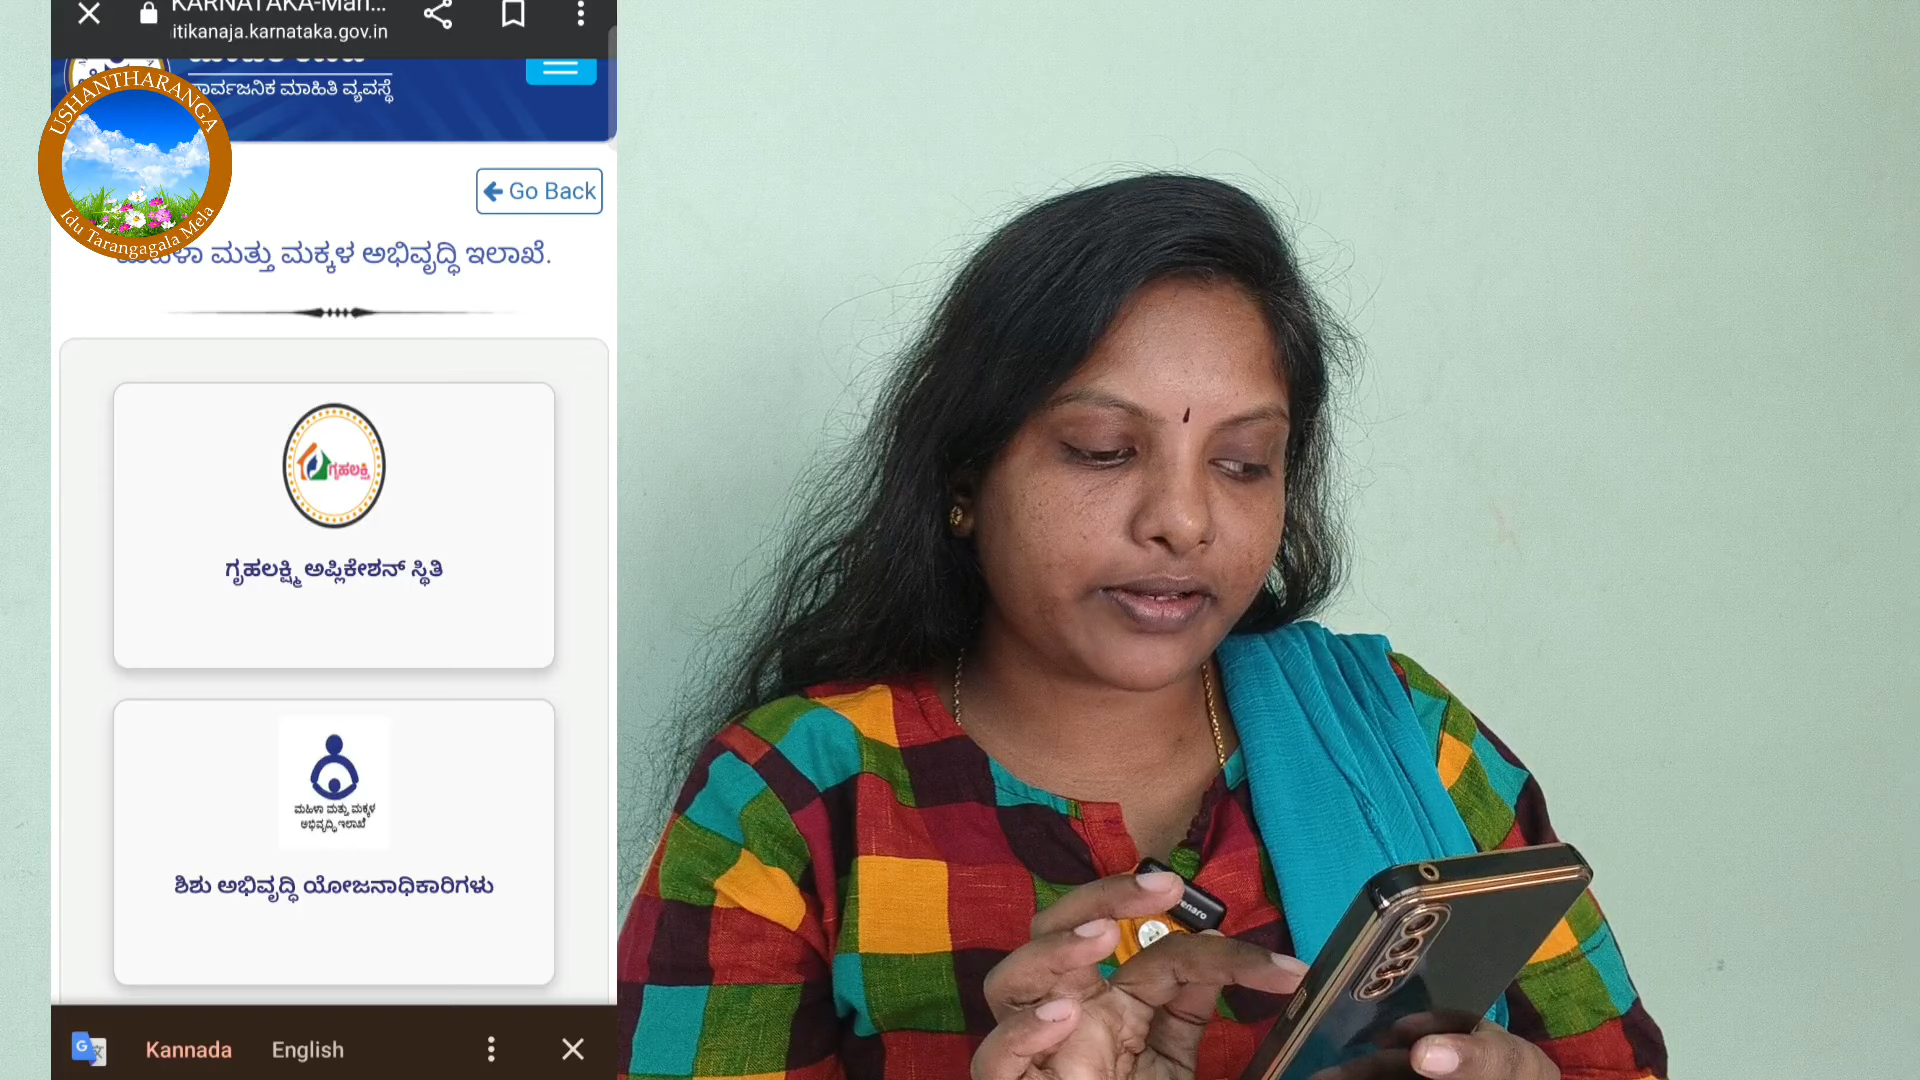 KARNATAKA-Mah...
itikanaja.karnataka.gov.in
ಮಾಹಿತಿ ವ್ಯವಸ್ಥೆ
USHANTHARANGA
Idu Tarangagala Mela
Go Back
ಮತ್ತು ಮಕ್ಕಳ ಅಭಿವೃದ್ಧಿ ಇಲಾಖೆ.
ಗೃಹಲಕ್ಷ್ಮಿ
ಗೃಹಲಕ್ಷ್ಮಿ ಅಪ್ಲಿಕೇಶನ್ ಸ್ಥಿತಿ
ಮಹಿಳಾ ಮತ್ತು ಮಕ್ಕಳ
ಅಭಿವೃದ್ಧಿ ಇಲಾಖೆ
ಶಿಶು ಅಭಿವೃದ್ಧಿ ಯೋಜನಾಧಿಕಾರಿಗಳು
Kannada English